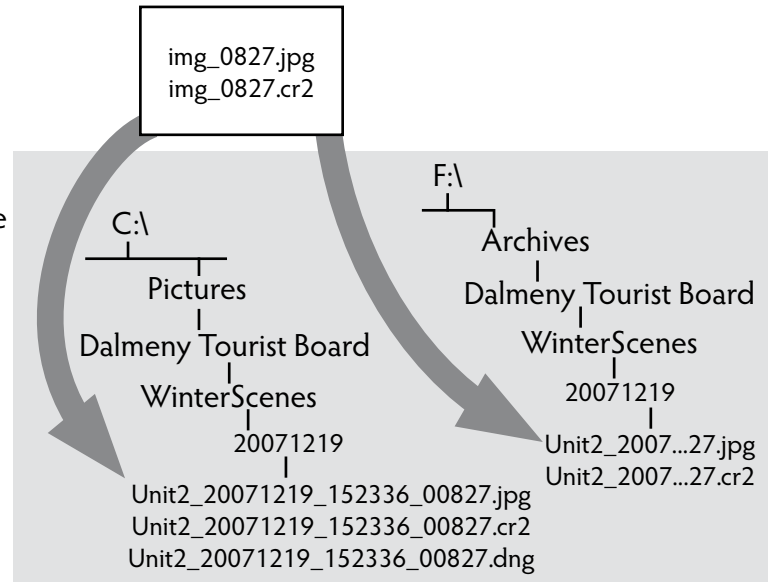 img_0827.jpg
img_0827.cr2
e
C:\
Pictures
Dalmeny Tourist Board
WinterScenes
20071219
Unit2_20071219_152336_00827.jpg
Unit2_20071219_152336_00827.cr2
Unit2_20071219_152336_00827.dng
F:\
Archives
Dalmeny Tourist Board
WinterScenes
20071219
Unit2_2007...27.jpg
Unit2_2007...27.cr2